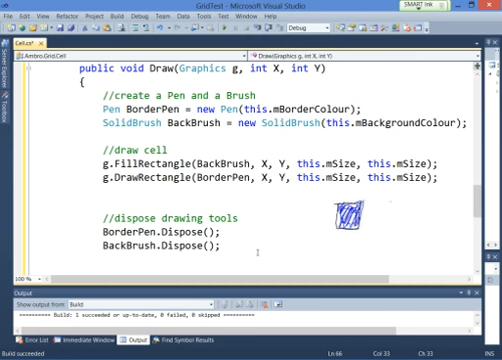 GridTest - Microsoft Visual Studio
SMART Ink
File Edit View Refactor Project Build Debug Team Data Tools Test Window Help
Debug
Cell.cs*
Ambro.Grid.Cell
Draw(Graphics g, int X, int Y)
Server Explorer
Toolbox
public void Draw(Graphics g, int X, int Y)
{
//create a Pen and a Brush
Pen BorderPen = new Pen(this.mBorderColour);
SolidBrush BackBrush = new SolidBrush(this.mBackgroundColour);
//draw cell
g.FillRectangle(BackBrush, X, Y, this.mSize, this.mSize);
g.DrawRectangle(BorderPen, X, Y, this.mSize, this.mSize);
//dispose drawing tools
BorderPen.Dispose();
BackBrush.Dispose();
100 %
Output
Show output from: Build
========== Build: 1 succeeded or up-to-date, 0 failed, 0 skipped ==========
Error List Immediate Window Output Find Symbol Results
Build succeeded Ln 66 Col 33 Ch 33